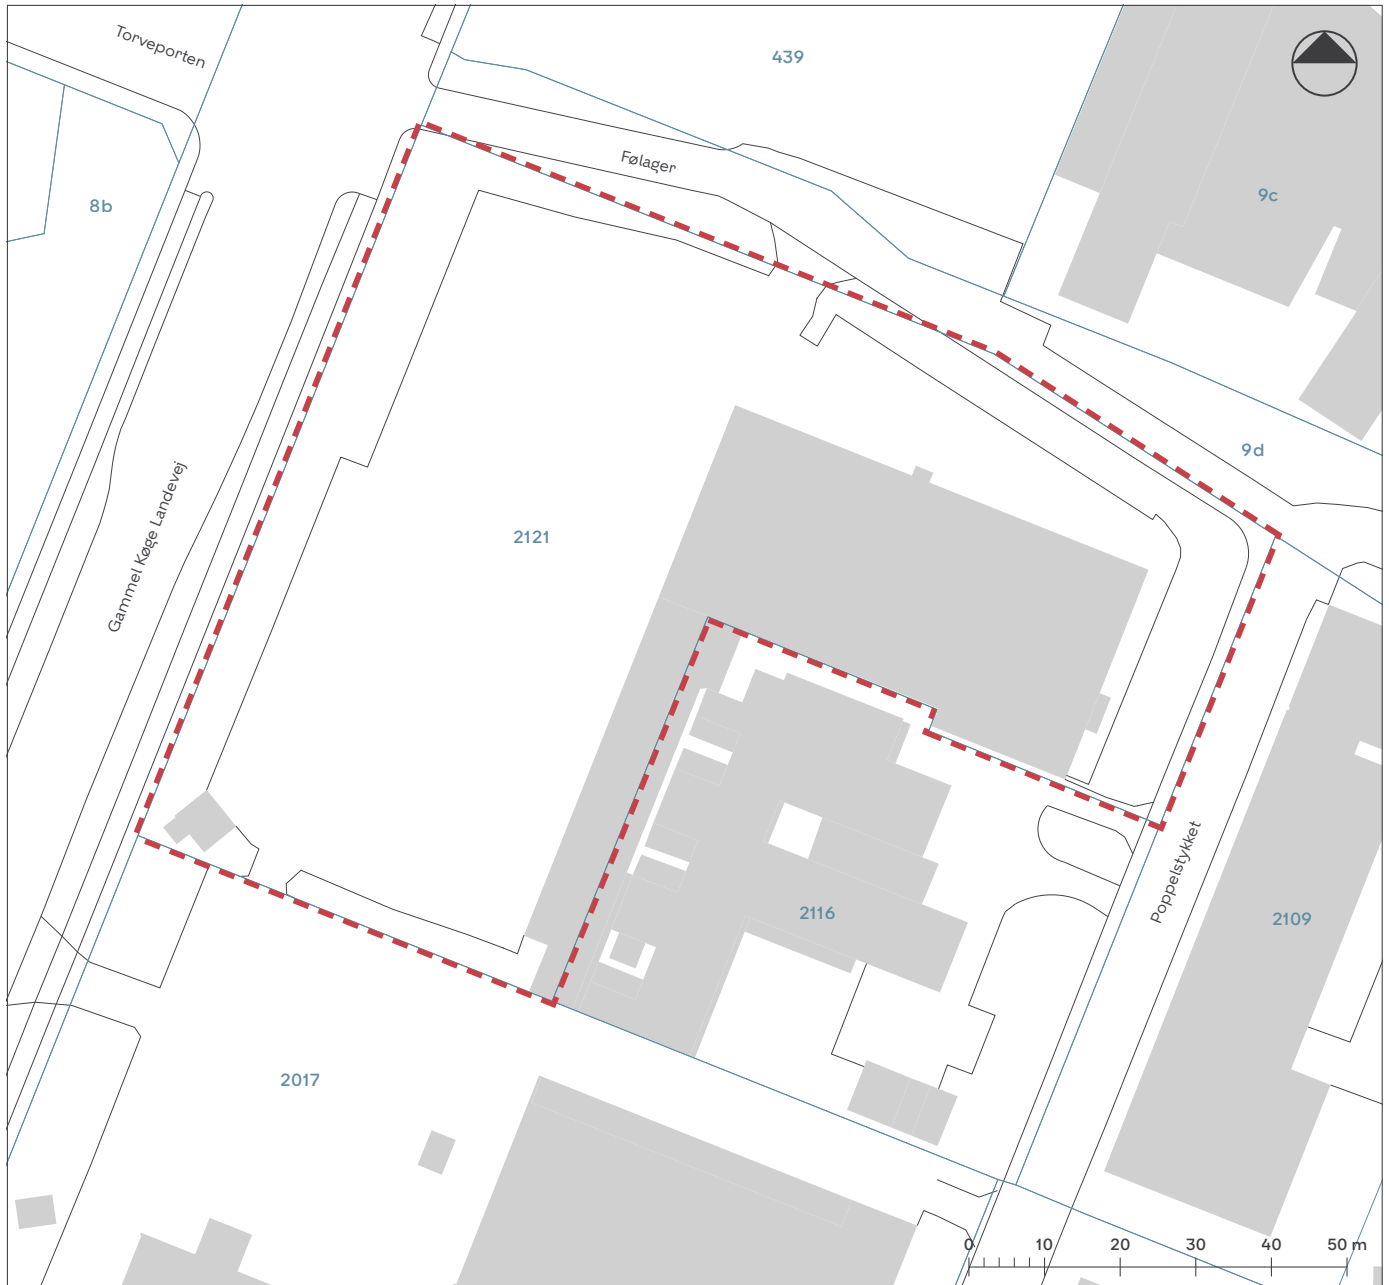 Torveporten
439
Følager
9c
8b
9d
Gammel Køge Landevej
2121
Poppelstykket
2116
2109
2017
0 10 20 30 40 50 m